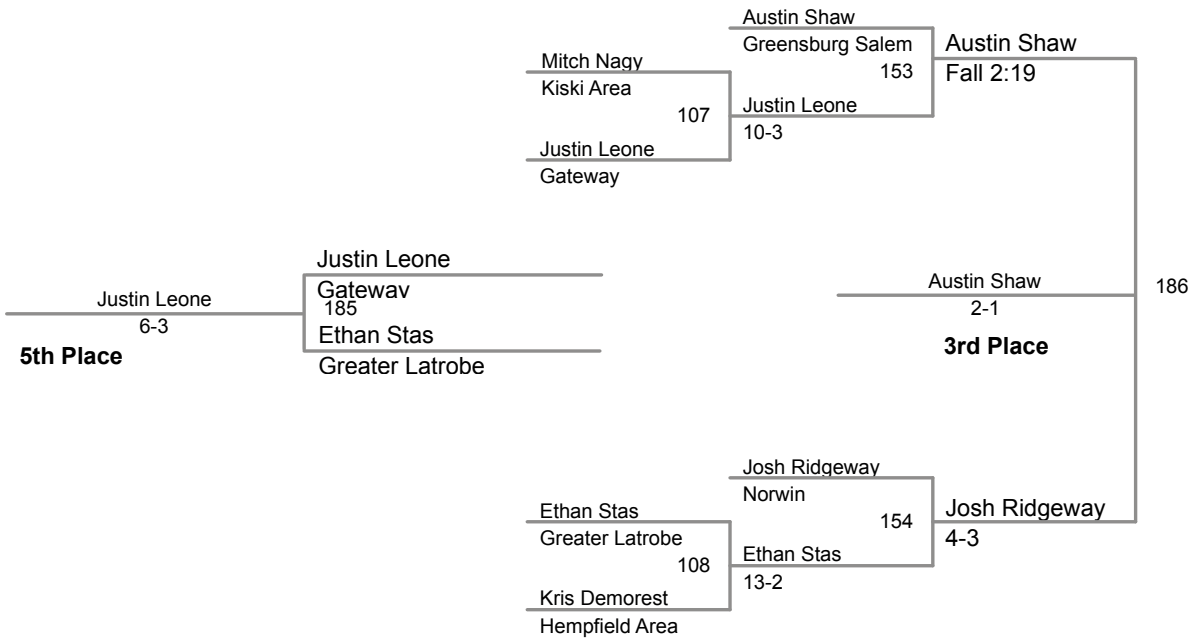 Austin Shaw
Greensburg Salem
153
Austin Shaw
Fall 2:19
Mitch Nagy
Kiski Area
107
Justin Leone
10-3
Justin Leone
Gateway
Justin Leone
Gateway
185
Justin Leone
6-3
5th Place
Ethan Stas
Greater Latrobe
Austin Shaw
2-1
3rd Place
186
Josh Ridgeway
Norwin
154
Josh Ridgeway
4-3
Ethan Stas
Greater Latrobe
108
Ethan Stas
13-2
Kris Demorest
Hempfield Area